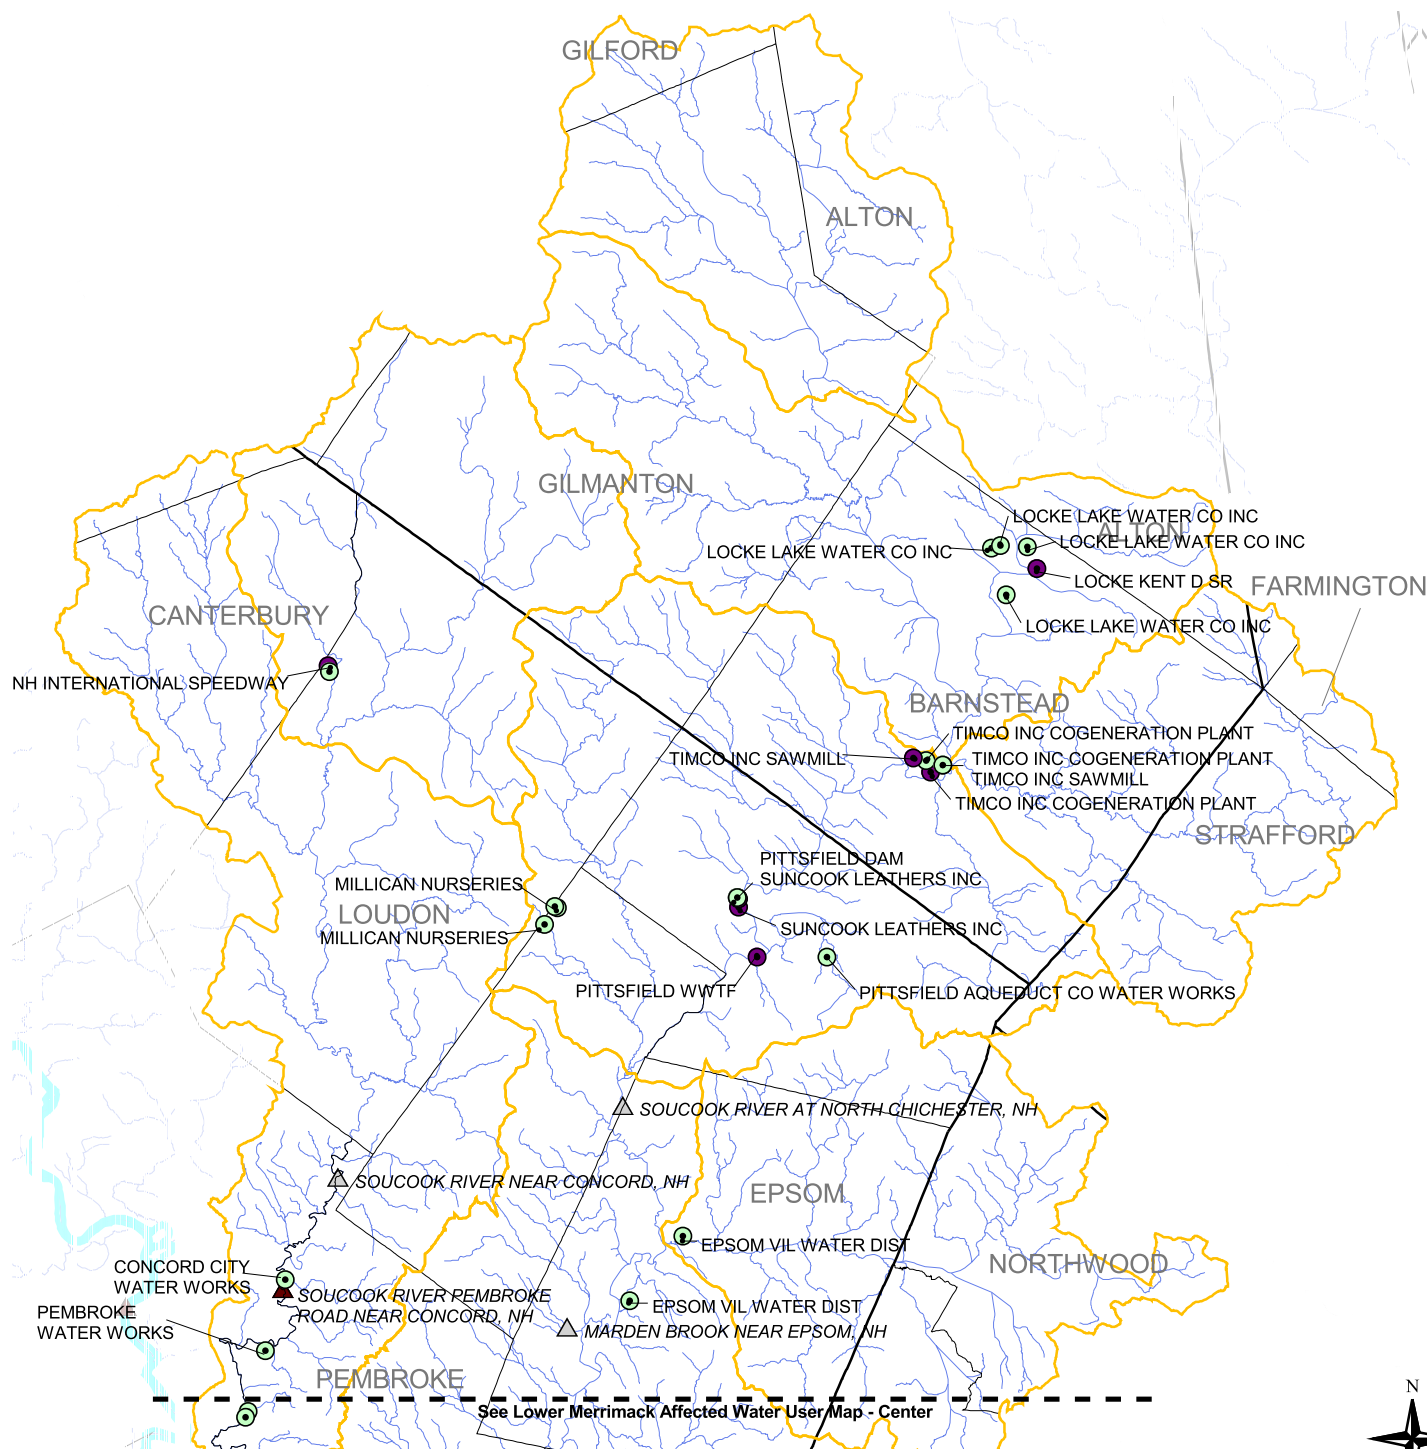 GILFORD
ALTON
GILMANTON
LOCKE LAKE WATER CO INC
ALTON
LOCKE LAKE WATER CO INC
LOCKE LAKE WATER CO INC
LOCKE KENT D SR
FARMINGTON
CANTERBURY
LOCKE LAKE WATER CO INC
NH INTERNATIONAL SPEEDWAY
BARNSTEAD
TIMCO INC COGENERATION PLANT
TIMCO INC SAWMILL
TIMCO INC COGENERATION PLANT
TIMCO INC SAWMILL
TIMCO INC COGENERATION PLANT
STRAFFORD
PITTSFIELD DAM
SUNCOOK LEATHERS INC
MILLICAN NURSERIES
LOUDON
SUNCOOK LEATHERS INC
MILLICAN NURSERIES
PITTSFIELD WWTF
PITTSFIELD AQUEDUCT CO WATER WORKS
SOUCOOK RIVER AT NORTH CHICHESTER, NH
SOUCOOK RIVER NEAR CONCORD, NH
EPSOM
EPSOM VIL WATER DIST
NORTHWOOD
CONCORD CITY
WATER WORKS
SOUCOOK RIVER PEMBROKE
ROAD NEAR CONCORD, NH
EPSOM VIL WATER DIST
PEMBROKE
WATER WORKS
MARDEN BROOK NEAR EPSOM, NH
PEMBROKE
N
See Lower Merrimack Affected Water User Map - Center